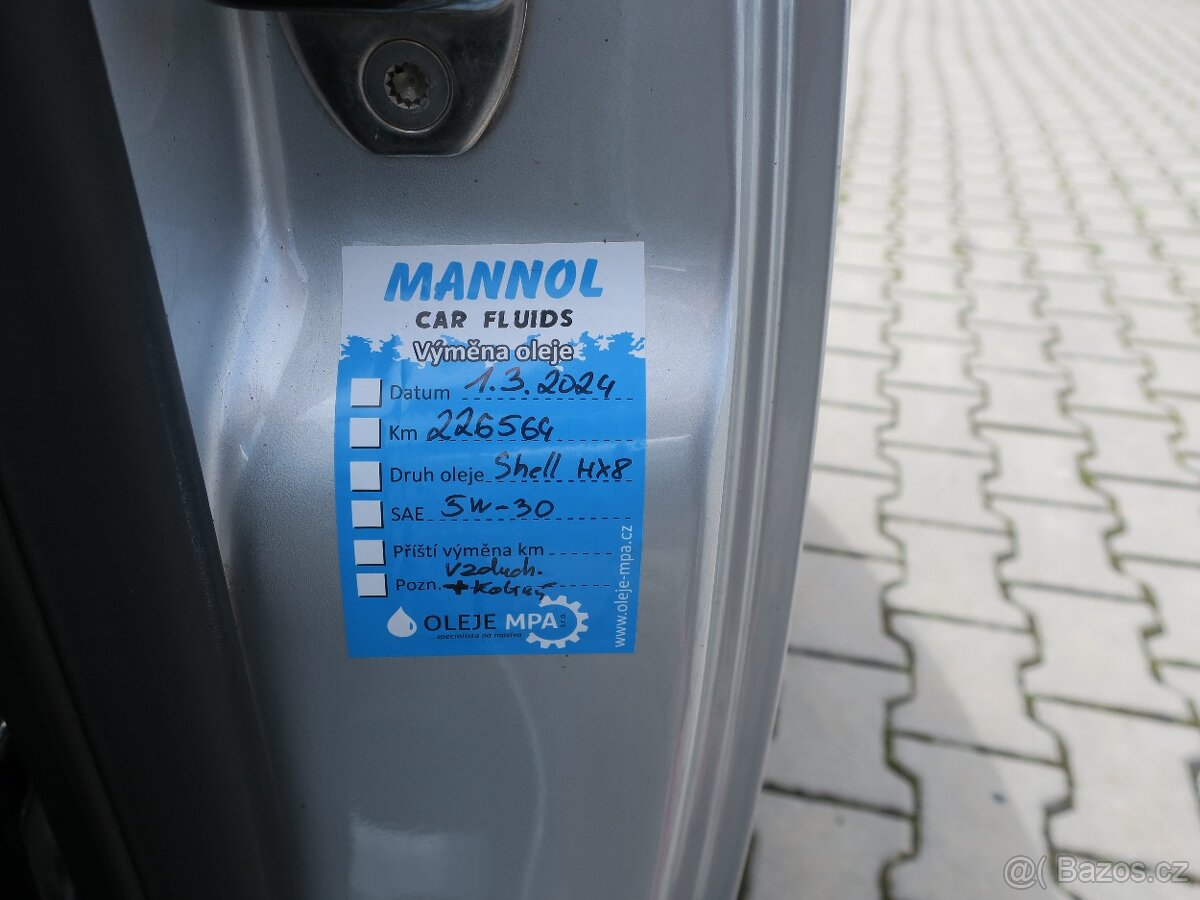 MANNOL
CAR FLUIDS
Výměna oleje
Datum 1.3.2024
Km 226564
Druh oleje Shell HX8
SAE 5W-30
Příští výměna km
Vzduch.
Pozn. +
OLEJE MPA s.r.o.
specialista na maziva
www.oleje-mpa.cz
Bazos.cz